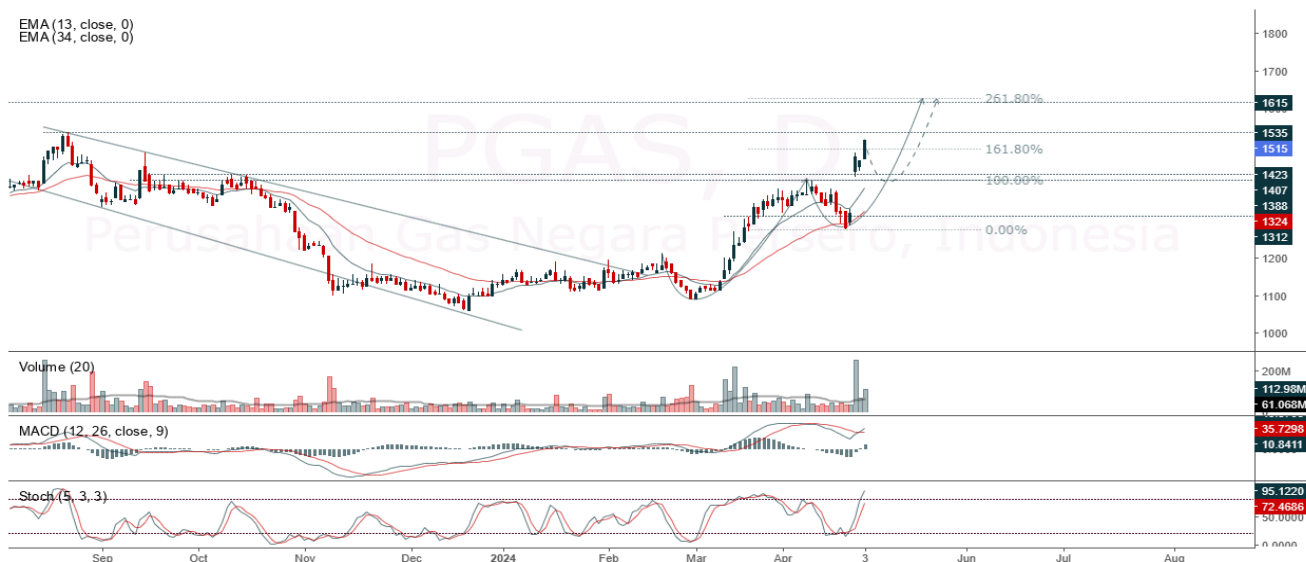 EMA (13, close, 0)
EMA (34, close, 0)
PGAS, D
Perusahaan Gas Negara Persero, Indonesia
1800
1700
261.80%
1615
1535
1515
161.80%
1423
100.00%
1407
1388
1324
0.00%
1312
1200
1100
1000
Volume (20)
200M
112.98M
61.068M
MACD (12, 26, close, 9)
35.7298
10.8411
Stoch (5, 3, 3)
95.1220
72.4686
50.0000
0.0000
Sep
Oct
Nov
Dec
2024
Feb
Mar
Apr
3
Jun
Jul
Aug